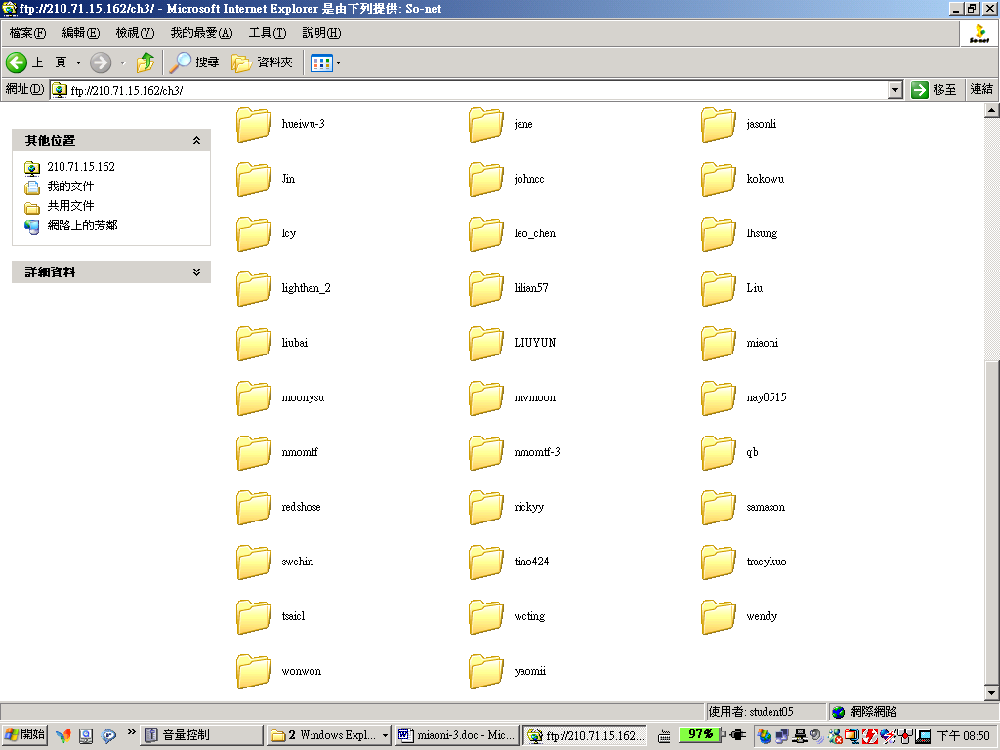 ftp://210.71.15.162/ch3/ - Microsoft Internet Explorer 是由下列提供: So-net
檔案(F) 編輯(E) 檢視(V) 我的最愛(A) 工具(T) 說明(H)
So-net
上一頁 搜尋 資料夾
網址(D) ftp://210.71.15.162/ch3/ 移至 連結
其他位置
210.71.15.162
我的文件
共用文件
網路上的芳鄰
詳細資料
hueiwu-3 jane jasonli
Jin johncc kokowu
lcy leo_chen lhsung
lighthan_2 lilian57 Liu
liubai LIUYUN miaoni
moonysu mvmoon nay0515
nmomtf nmomtf-3 qb
redshose rickyy samason
swchin tino424 tracykuo
tsaicl wcting wendy
wonwon yaomii
使用者: student05 網際網路
開始 音量控制 2 Windows Expl... miaoni-3.doc - Mic... ftp://210.71.15.162... 97% 下午 08:50